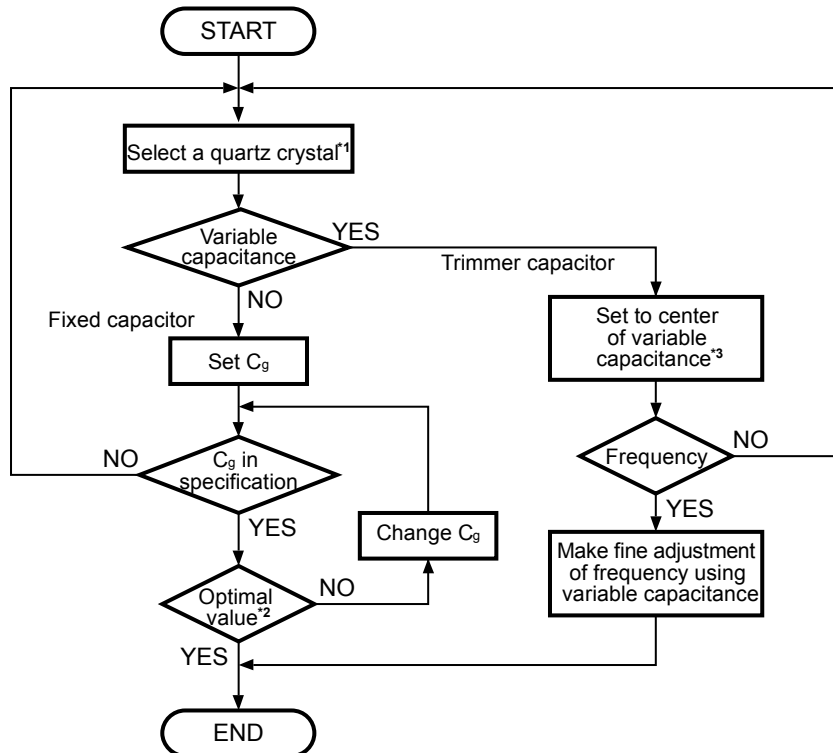 START
Select a quartz crystal*1
Variable
capacitance
YES
Trimmer capacitor
NO
Fixed capacitor
Set Cg
Set to center
of variable
capacitance*3
NO
Cg in
specification
YES
Change Cg
Frequency
NO
YES
Make fine adjustment
of frequency using
variable capacitance
Optimal
value*2
NO
YES
END